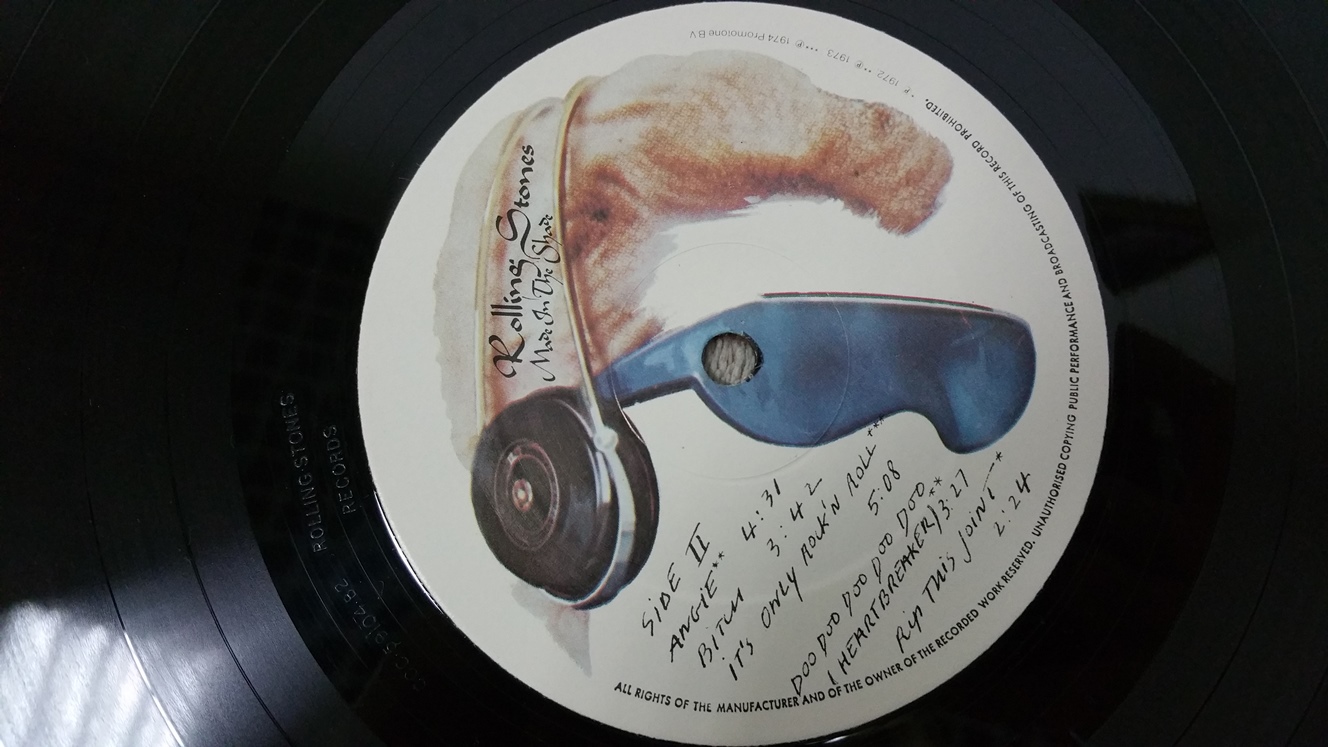 Rolling Stones
Made In The Shade
SIDE II
ANGIE** 4:31
BITCH 3:42
IT'S ONLY ROCK'N ROLL ***
5:08
DOO DOO DOO DOO DOO
(HEARTBREAKER)** 3:27
RIP THIS JOINT * 
2:24
ALL RIGHTS OF THE MANUFACTURER AND OF THE OWNER OF THE RECORDED WORK RESERVED. UNAUTHORISED COPYING PUBLIC PERFORMANCE AND BROADCASTING OF THIS RECORD PROHIBITED.
* ℗ 1972 ** ℗ 1973 *** ℗ 1974 Promotone B.V.
ROLLING STONES
RECORDS